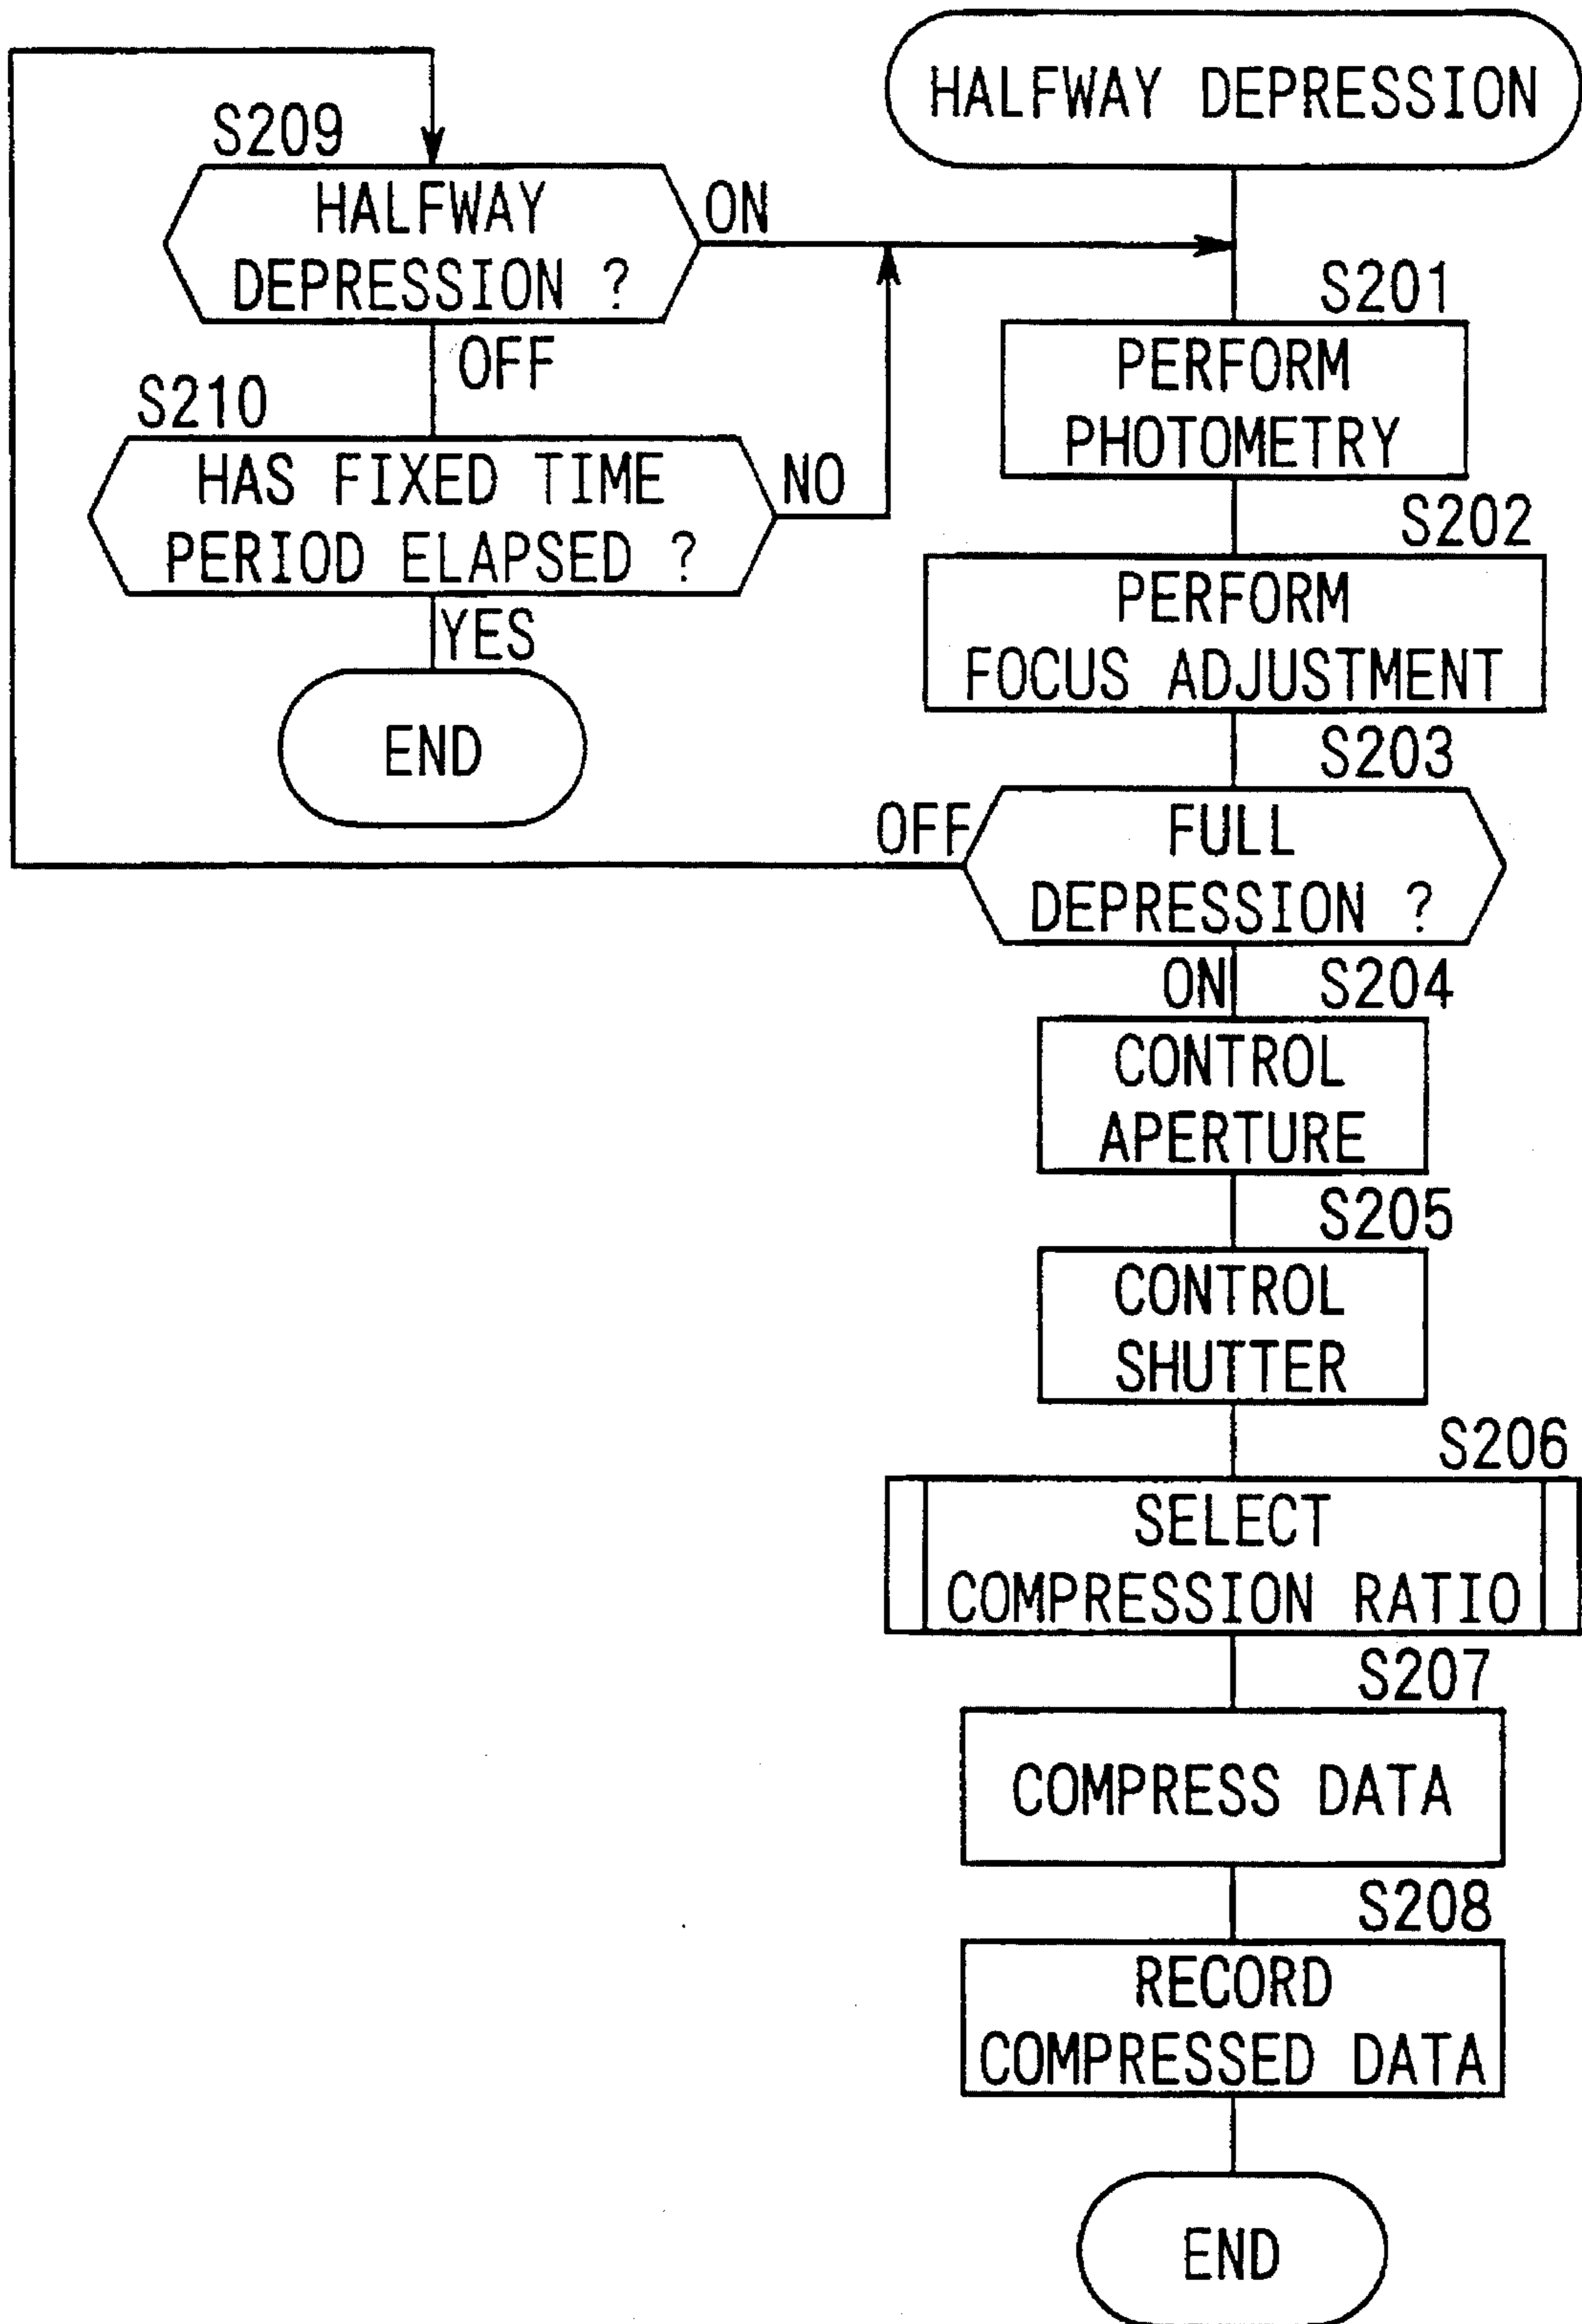 HALFWAY DEPRESSION
S201
PERFORM
PHOTOMETRY
S202
PERFORM
FOCUS ADJUSTMENT
S203
FULL
DEPRESSION ?
OFF
ON
S204
CONTROL
APERTURE
S205
CONTROL
SHUTTER
S206
SELECT
COMPRESSION RATIO
S207
COMPRESS DATA
S208
RECORD
COMPRESSED DATA
END
S209
HALFWAY
DEPRESSION ?
ON
OFF
S210
HAS FIXED TIME
PERIOD ELAPSED ?
NO
YES
END